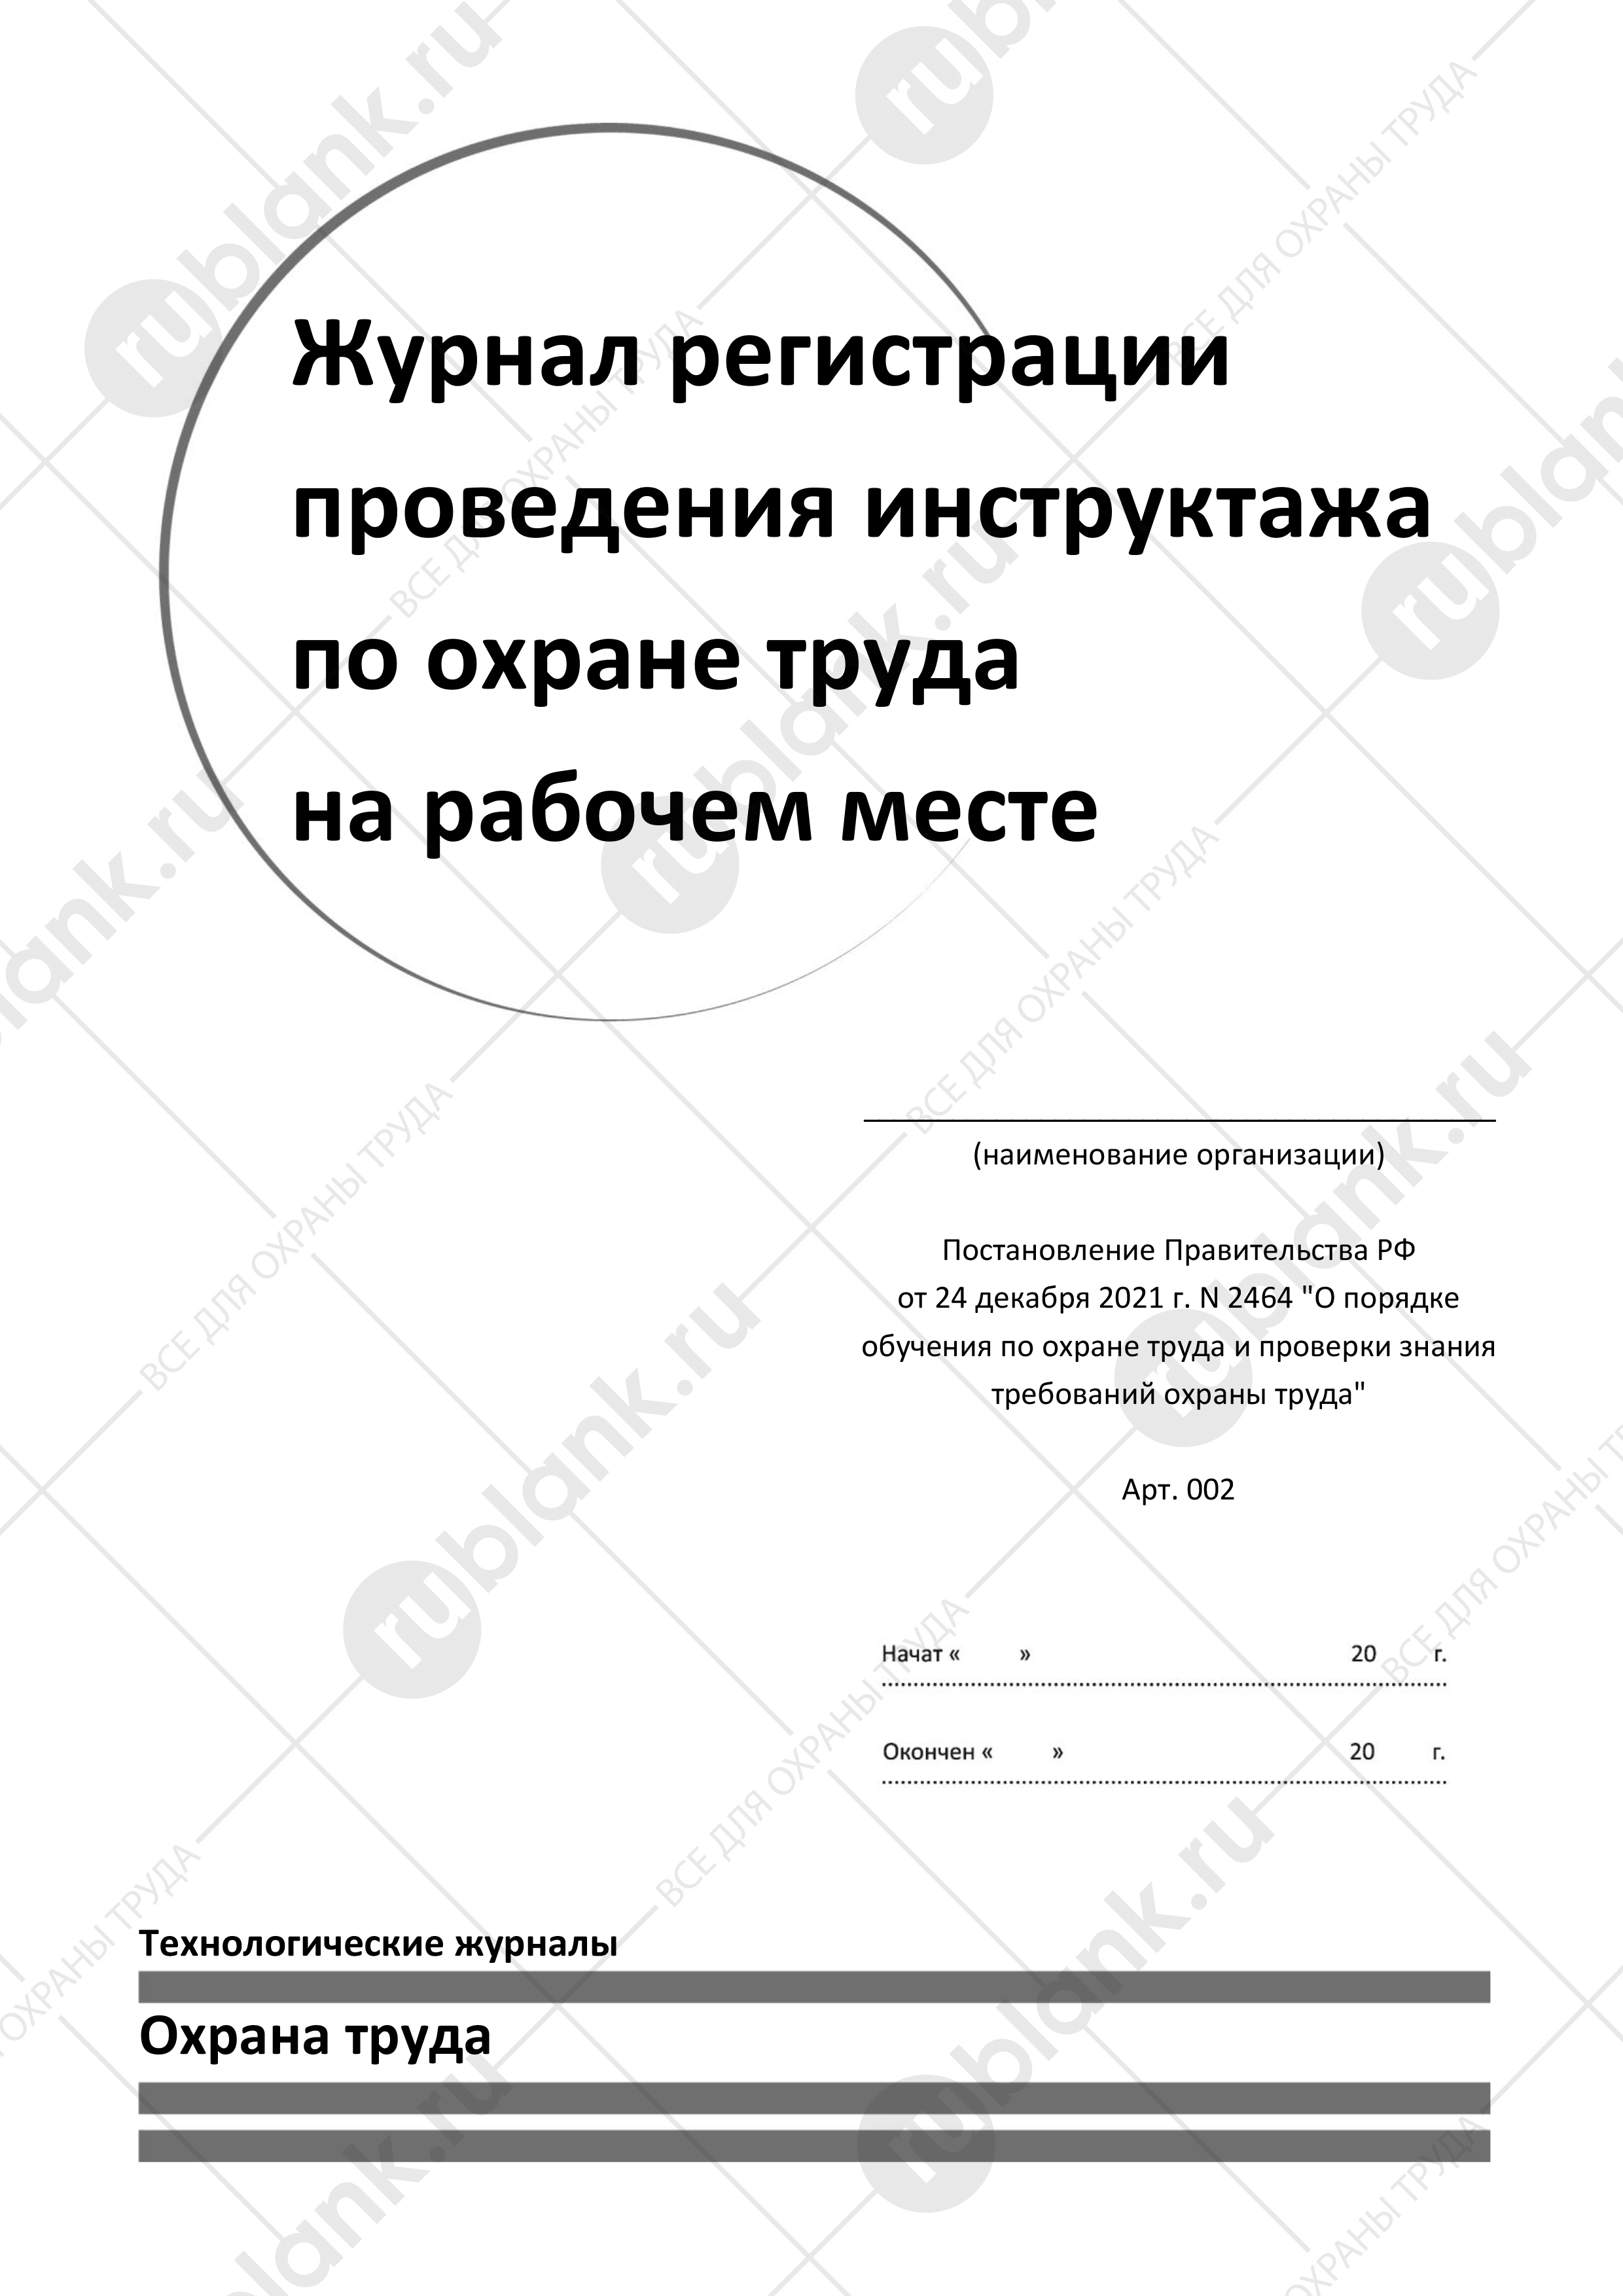 Журнал регистрации
проведения инструктажа
по охране труда
на рабочем месте
(наименование организации)
Постановление Правительства РФ
от 24 декабря 2021 г. N 2464 "О порядке
обучения по охране труда и проверки знания
требований охраны труда"
Арт. 002
Начат « » 20 г.
Окончен « » 20 г.
Технологические журналы
Охрана труда
rublank.ru
ВСЕ ДЛЯ ОХРАНЫ ТРУДА